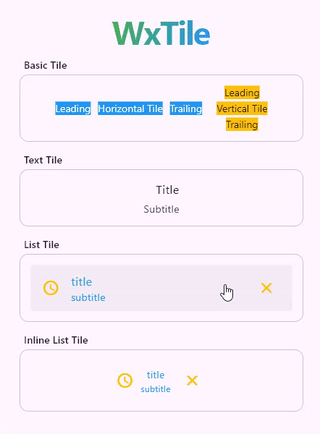 WxTile
Basic Tile
Leading Horizontal Tile Trailing
Leading
Vertical Tile
Trailing
Text Tile
Title
Subtitle
List Tile
title
subtitle
Inline List Tile
title
subtitle